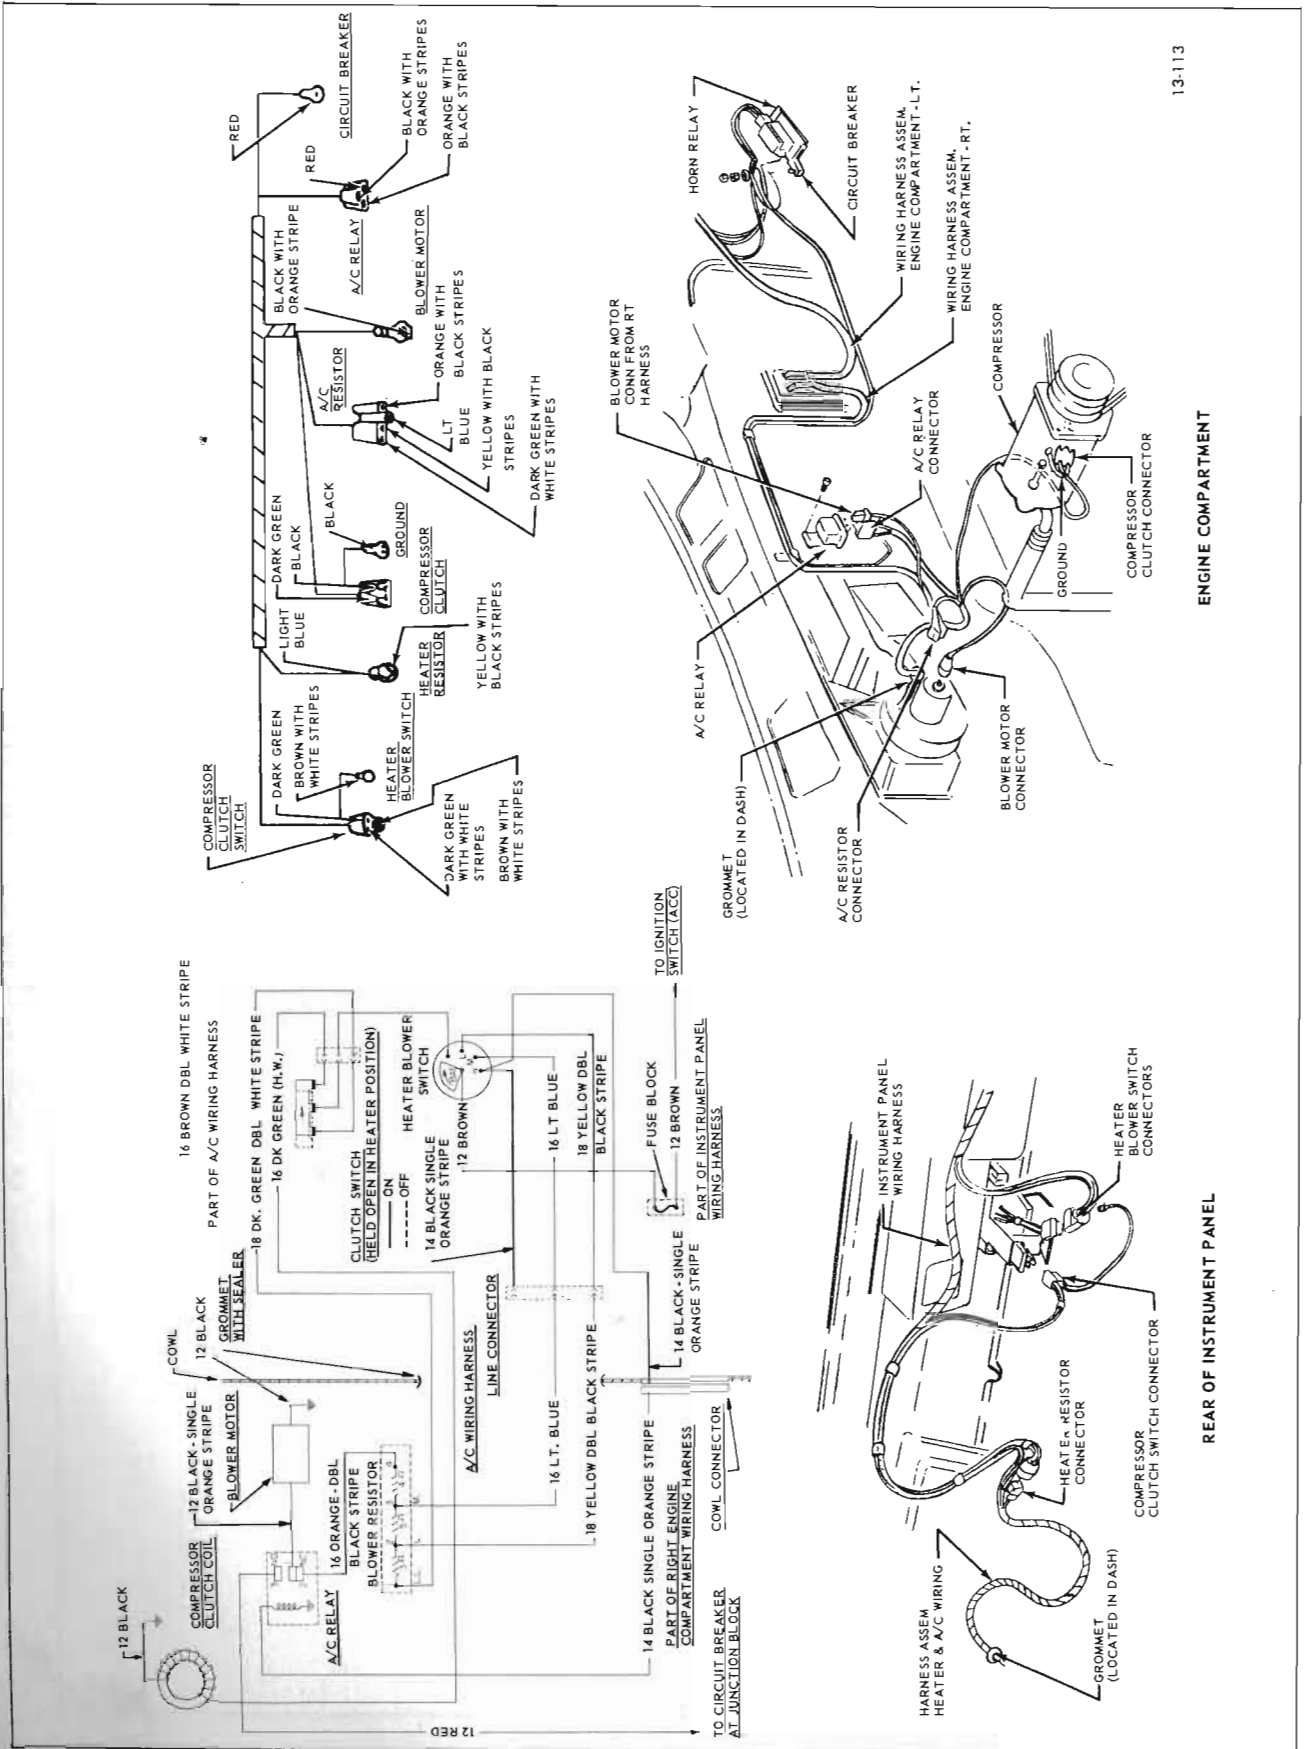 12 BLACK
COMPRESSOR
CLUTCH COIL
12 BLACK-SINGLE
ORANGE STRIPE
BLOWER MOTOR
COWL
12 BLACK
GROMMET
WITH SEALER
A/C RELAY
16 ORANGE-DBL
BLACK STRIPE
BLOWER RESISTOR
12 RED
16 BROWN DBL WHITE STRIPE
PART OF A/C WIRING HARNESS
18 DK. GREEN DBL WHITE STRIPE
16 DK GREEN (H.W.)
CLUTCH SWITCH
(HELD OPEN IN HEATER POSITION)
ON
OFF
HEATER BLOWER
SWITCH
14 BLACK SINGLE
ORANGE STRIPE
12 BROWN
A/C WIRING HARNESS
LINE CONNECTOR
16 LT. BLUE
16 LT BLUE
18 YELLOW DBL BLACK STRIPE
18 YELLOW DBL
BLACK STRIPE
14 BLACK SINGLE ORANGE STRIPE
PART OF RIGHT ENGINE
COMPARTMENT WIRING HARNESS
COWL CONNECTOR
14 BLACK-SINGLE
ORANGE STRIPE
FUSE BLOCK
12 BROWN
PART OF INSTRUMENT PANEL
WIRING HARNESS
TO IGNITION
SWITCH (ACC)
TO CIRCUIT BREAKER
AT JUNCTION BLOCK
COMPRESSOR
CLUTCH
SWITCH
DARK GREEN
BROWN WITH
WHITE STRIPES
HEATER
BLOWER SWITCH
DARK GREEN
WITH WHITE
STRIPES
BROWN WITH
WHITE STRIPES
LIGHT
BLUE
HEATER
RESISTOR
YELLOW WITH
BLACK STRIPES
DARK GREEN
BLACK
BLACK
GROUND
COMPRESSOR
CLUTCH
A/C
RESISTOR
LT
BLUE
ORANGE WITH
BLACK STRIPES
YELLOW WITH BLACK
STRIPES
DARK GREEN WITH
WHITE STRIPES
BLACK WITH
ORANGE STRIPE
BLOWER MOTOR
A/C RELAY
RED
RED
CIRCUIT BREAKER
BLACK WITH
ORANGE STRIPES
ORANGE WITH
BLACK STRIPES
HARNESS ASSEM
HEATER & A/C WIRING
GROMMET
(LOCATED IN DASH)
HEATER RESISTOR
CONNECTOR
COMPRESSOR
CLUTCH SWITCH CONNECTOR
INSTRUMENT PANEL
WIRING HARNESS
HEATER
BLOWER SWITCH
CONNECTORS
REAR OF INSTRUMENT PANEL
A/C RELAY
GROMMET
(LOCATED IN DASH)
A/C RESISTOR
CONNECTOR
BLOWER MOTOR
CONNECTOR
BLOWER MOTOR
CONN FROM RT
HARNESS
A/C RELAY
CONNECTOR
HORN RELAY
CIRCUIT BREAKER
WIRING HARNESS ASSEM.
ENGINE COMPARTMENT-LT.
WIRING HARNESS ASSEM.
ENGINE COMPARTMENT-RT.
COMPRESSOR
GROUND
COMPRESSOR
CLUTCH CONNECTOR
ENGINE COMPARTMENT
13-113